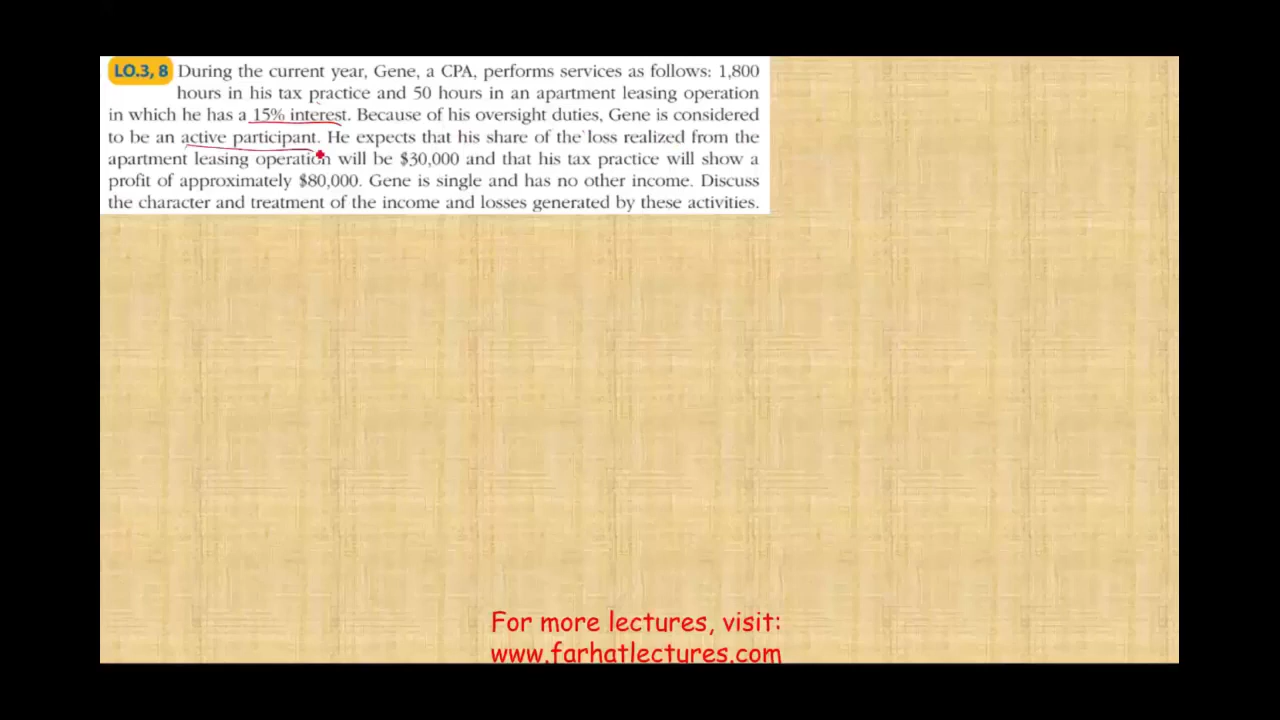 LO.3, 8 During the current year, Gene, a CPA, performs services as follows: 1,800
hours in his tax practice and 50 hours in an apartment leasing operation
in which he has a 15% interest. Because of his oversight duties, Gene is considered
to be an active participant. He expects that his share of the loss realized from the
apartment leasing operation will be $30,000 and that his tax practice will show a
profit of approximately $80,000. Gene is single and has no other income. Discuss
the character and treatment of the income and losses generated by these activities.
For more lectures, visit:
www.farhatlectures.com